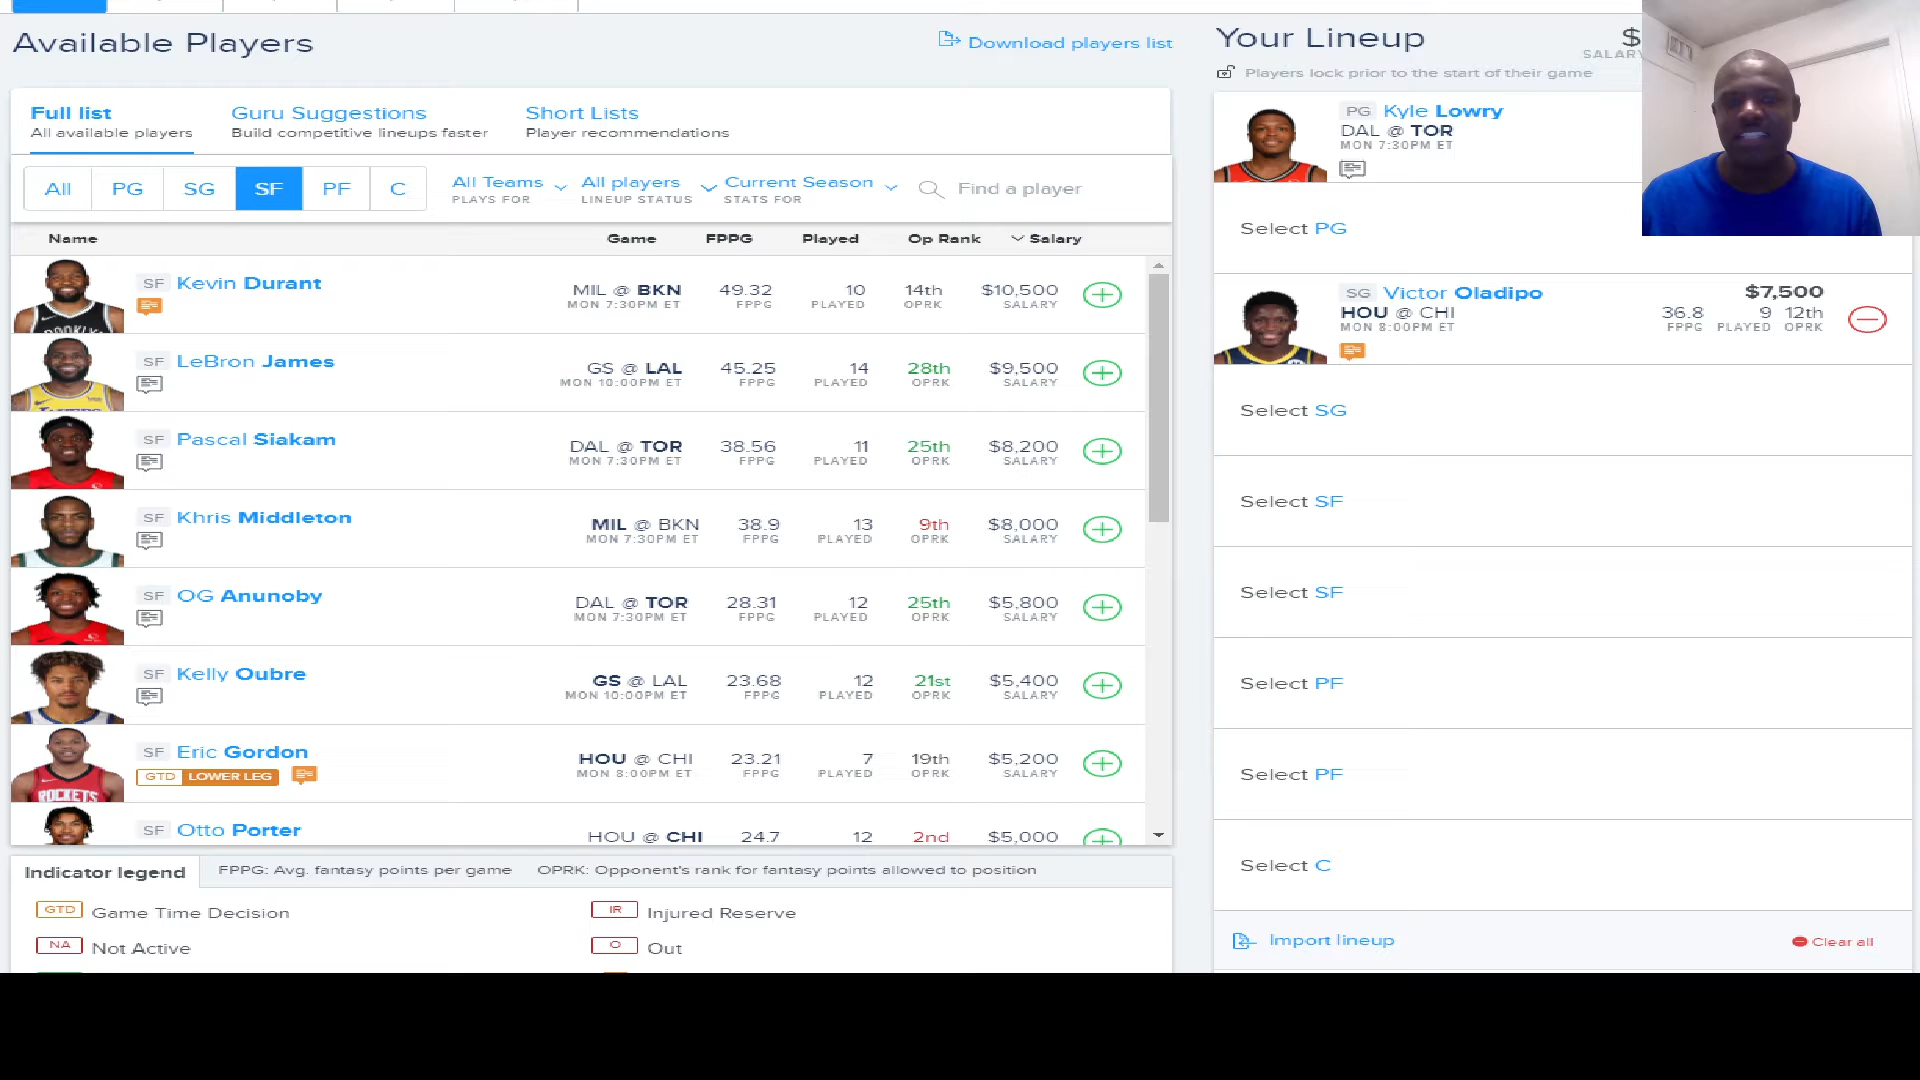 Available Players
Download players list
Full list
All available players
Guru Suggestions
Build competitive lineups faster
Short Lists
Player recommendations
All PG SG SF PF C
All Teams
PLAYS FOR
All players
LINEUP STATUS
Current Season
STATS FOR
Find a player
Name Game FPPG Played Op Rank Salary
SF Kevin Durant
MIL @ BKN 49.32 10 14th $10,500
MON 7:30PM ET FPPG PLAYED OPRK SALARY
BROOKLYN
SF LeBron James
GS @ LAL 45.25 14 28th $9,500
MON 10:00PM ET FPPG PLAYED OPRK SALARY
SF Pascal Siakam
DAL @ TOR 38.56 11 25th $8,200
MON 7:30PM ET FPPG PLAYED OPRK SALARY
SF Khris Middleton
MIL @ BKN 38.9 13 9th $8,000
MON 7:30PM ET FPPG PLAYED OPRK SALARY
SF OG Anunoby
DAL @ TOR 28.31 12 25th $5,800
MON 7:30PM ET FPPG PLAYED OPRK SALARY
SF Kelly Oubre
GS @ LAL 23.68 12 21st $5,400
MON 10:00PM ET FPPG PLAYED OPRK SALARY
SF Eric Gordon
GTD LOWER LEG
HOU @ CHI 23.21 7 19th $5,200
MON 8:00PM ET FPPG PLAYED OPRK SALARY
ROCKETS
SF Otto Porter
HOU @ CHI 24.7 12 2nd $5,000
Indicator legend
FPPG: Avg. fantasy points per game
OPRK: Opponent's rank for fantasy points allowed to position
GTD Game Time Decision
IR Injured Reserve
NA Not Active
O Out
Your Lineup
$
SALARY
Players lock prior to the start of their game
PG Kyle Lowry
DAL @ TOR
MON 7:30PM ET
Select PG
SG Victor Oladipo
HOU @ CHI
MON 8:00PM ET
$7,500
36.8 9 12th
FPPG PLAYED OPRK
Select SG
Select SF
Select SF
Select PF
Select PF
Select C
Import lineup
Clear all